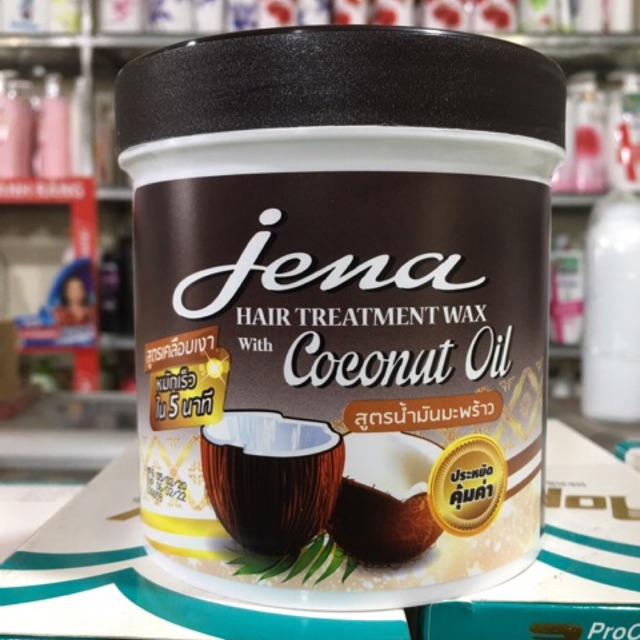 jena
HAIR TREATMENT WAX
With Coconut Oil
สูตรเคลือบเงา
หมักเร็ว
ใน 5 นาที
สูตรน้ำมันมะพร้าว
ประหยัด
คุ้มค่า